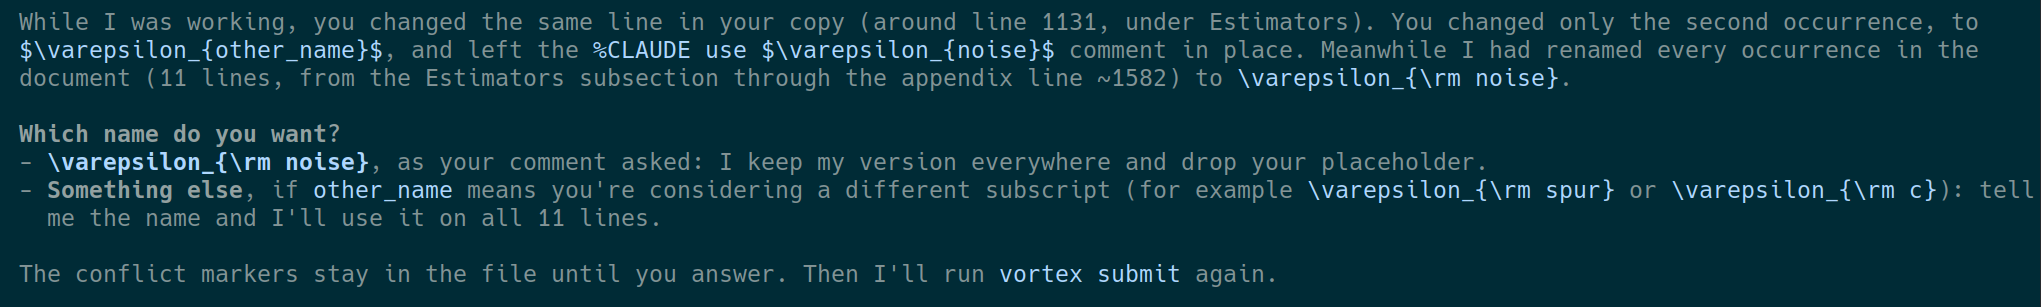 While I was working, you changed the same line in your copy (around line 1131, under Estimators). You changed only the second occurrence, to
$\varepsilon_{other_name}$, and left the %CLAUDE use $\varepsilon_{noise}$ comment in place. Meanwhile I had renamed every occurrence in the
document (11 lines, from the Estimators subsection through the appendix line ~1582) to \varepsilon_{\rm noise}.
Which name do you want?
- \varepsilon_{\rm noise}, as your comment asked: I keep my version everywhere and drop your placeholder.
- Something else, if other_name means you're considering a different subscript (for example \varepsilon_{\rm spur} or \varepsilon_{\rm c}): tell
me the name and I'll use it on all 11 lines.
The conflict markers stay in the file until you answer. Then I'll run vortex submit again.